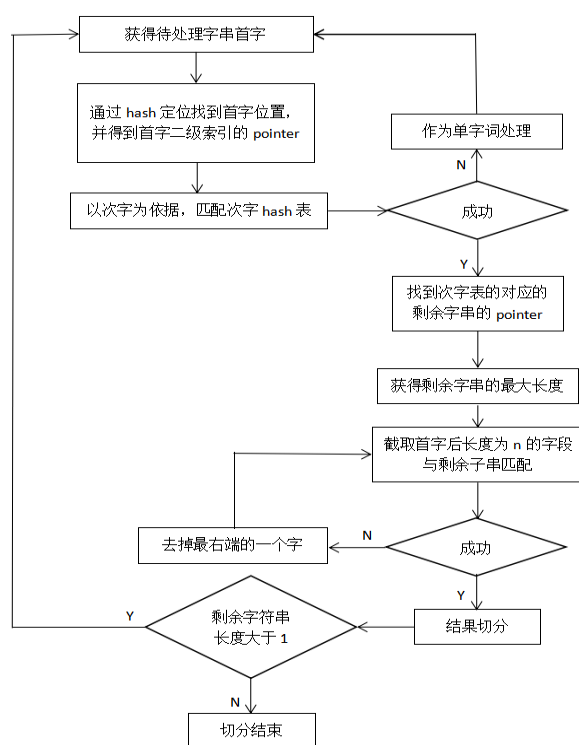 获得待处理字串首字
通过 hash 定位找到首字位置，
并得到首字二级索引的 pointer
作为单字词处理
N
以次字为依据，匹配次字 hash 表
成功
Y
找到次字表的对应的
剩余字串的 pointer
获得剩余字串的最大长度
截取首字后长度为 n 的字段
与剩余子串匹配
去掉最右端的一个字
N
成功
Y
剩余字符串
长度大于 1
Y
结果切分
N
切分结束